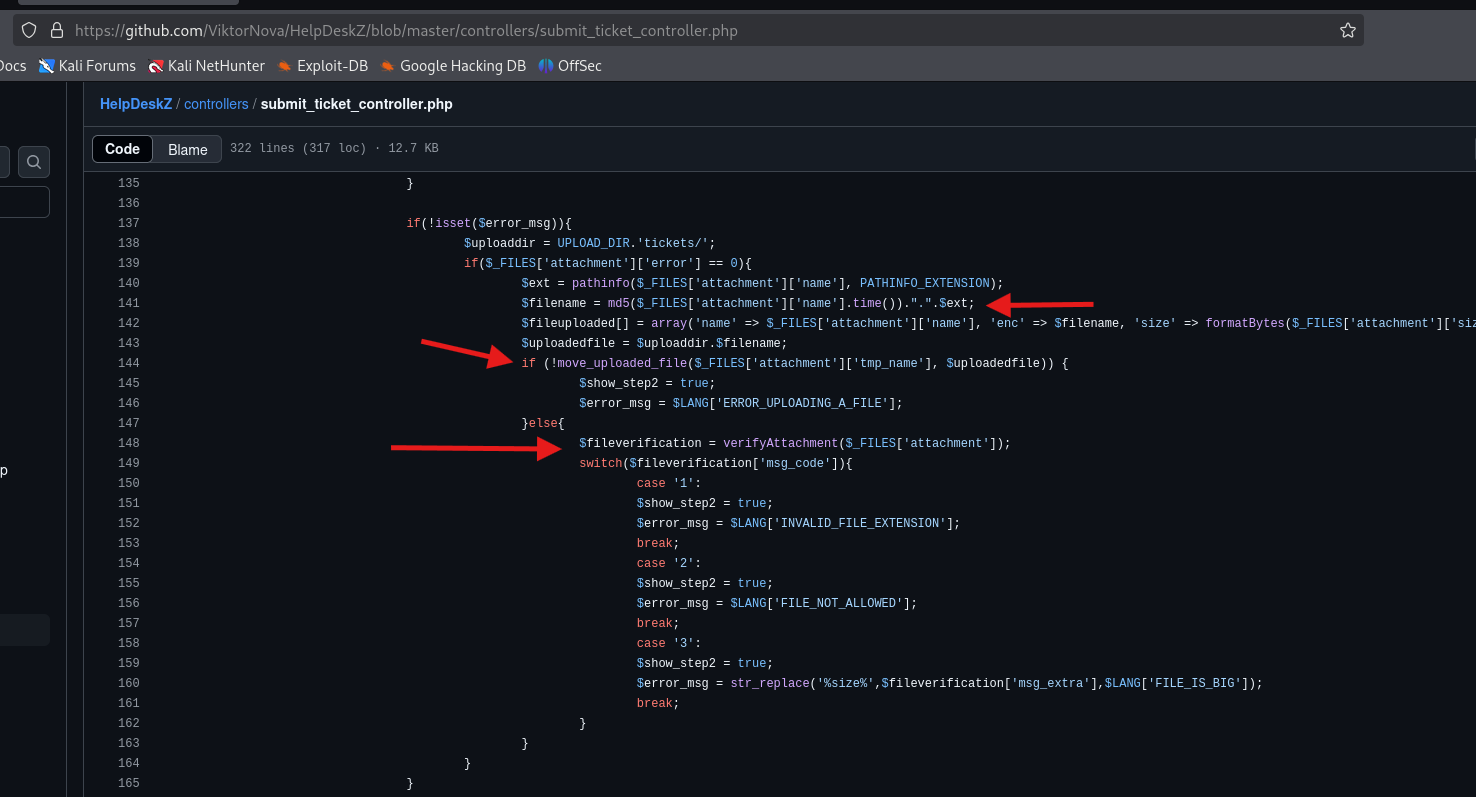 https://github.com/ViktorNova/HelpDeskZ/blob/master/controllers/submit_ticket_controller.php
Docs Kali Forums Kali NetHunter Exploit-DB Google Hacking DB OffSec
HelpDeskZ / controllers / submit_ticket_controller.php
Code Blame 322 lines (317 loc) · 12.7 KB
135 }
136
137 if(!isset($error_msg)){
138 $uploaddir = UPLOAD_DIR.'tickets/';
139 if($_FILES['attachment']['error'] == 0){
140 $ext = pathinfo($_FILES['attachment']['name'], PATHINFO_EXTENSION);
141 $filename = md5($_FILES['attachment']['name'].time()).".".$ext;
142 $fileuploaded[] = array('name' => $_FILES['attachment']['name'], 'enc' => $filename, 'size' => formatBytes($_FILES['attachment']['siz
143 $uploadedfile = $uploaddir.$filename;
144 if (!move_uploaded_file($_FILES['attachment']['tmp_name'], $uploadedfile)) {
145 $show_step2 = true;
146 $error_msg = $LANG['ERROR_UPLOADING_A_FILE'];
147 }else{
148 $fileverification = verifyAttachment($_FILES['attachment']);
149 switch($fileverification['msg_code']){
150 case '1':
151 $show_step2 = true;
152 $error_msg = $LANG['INVALID_FILE_EXTENSION'];
153 break;
154 case '2':
155 $show_step2 = true;
156 $error_msg = $LANG['FILE_NOT_ALLOWED'];
157 break;
158 case '3':
159 $show_step2 = true;
160 $error_msg = str_replace('%size%',$fileverification['msg_extra'],$LANG['FILE_IS_BIG']);
161 break;
p
162 }
163 }
164 }
165 }